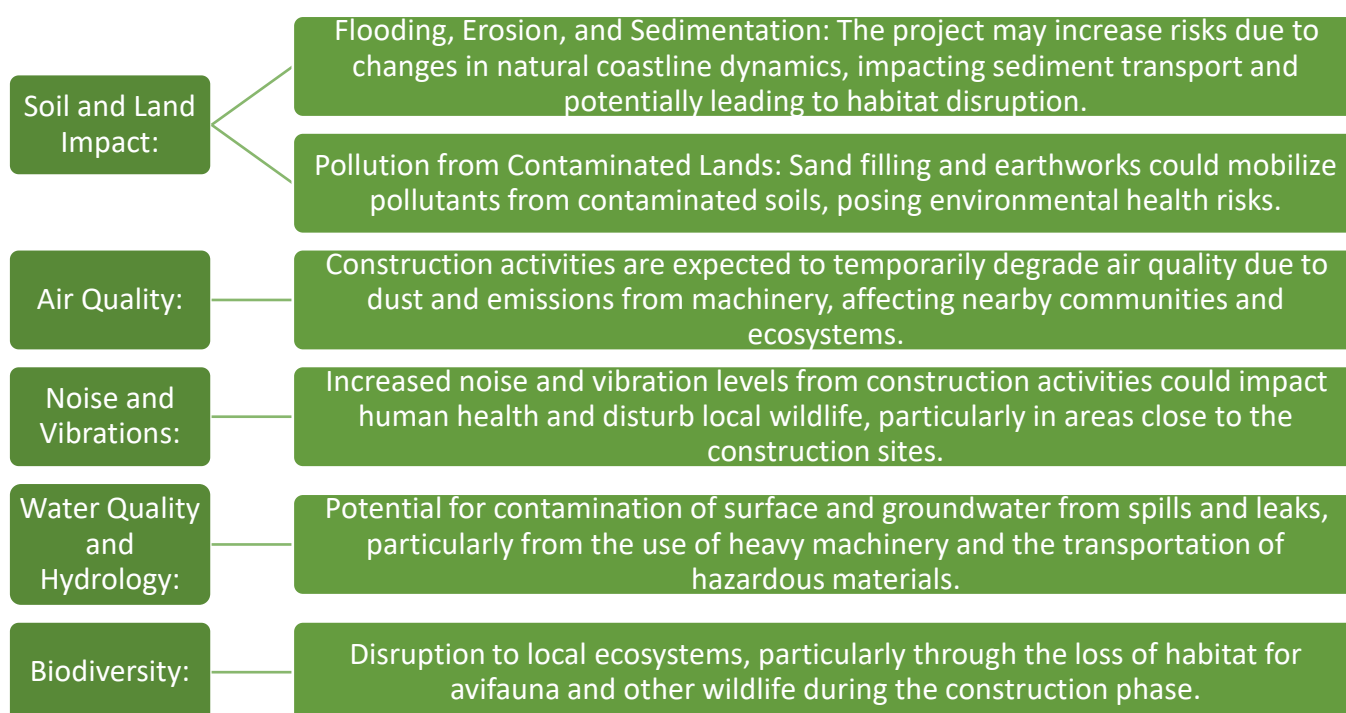 Soil and Land
Impact:
Flooding, Erosion, and Sedimentation: The project may increase risks due to
changes in natural coastline dynamics, impacting sediment transport and
potentially leading to habitat disruption.
Pollution from Contaminated Lands: Sand filling and earthworks could mobilize
pollutants from contaminated soils, posing environmental health risks.
Air Quality:
Construction activities are expected to temporarily degrade air quality due to
dust and emissions from machinery, affecting nearby communities and
ecosystems.
Noise and
Vibrations:
Increased noise and vibration levels from construction activities could impact
human health and disturb local wildlife, particularly in areas close to the
construction sites.
Water Quality
and
Hydrology:
Potential for contamination of surface and groundwater from spills and leaks,
particularly from the use of heavy machinery and the transportation of
hazardous materials.
Biodiversity:
Disruption to local ecosystems, particularly through the loss of habitat for
avifauna and other wildlife during the construction phase.